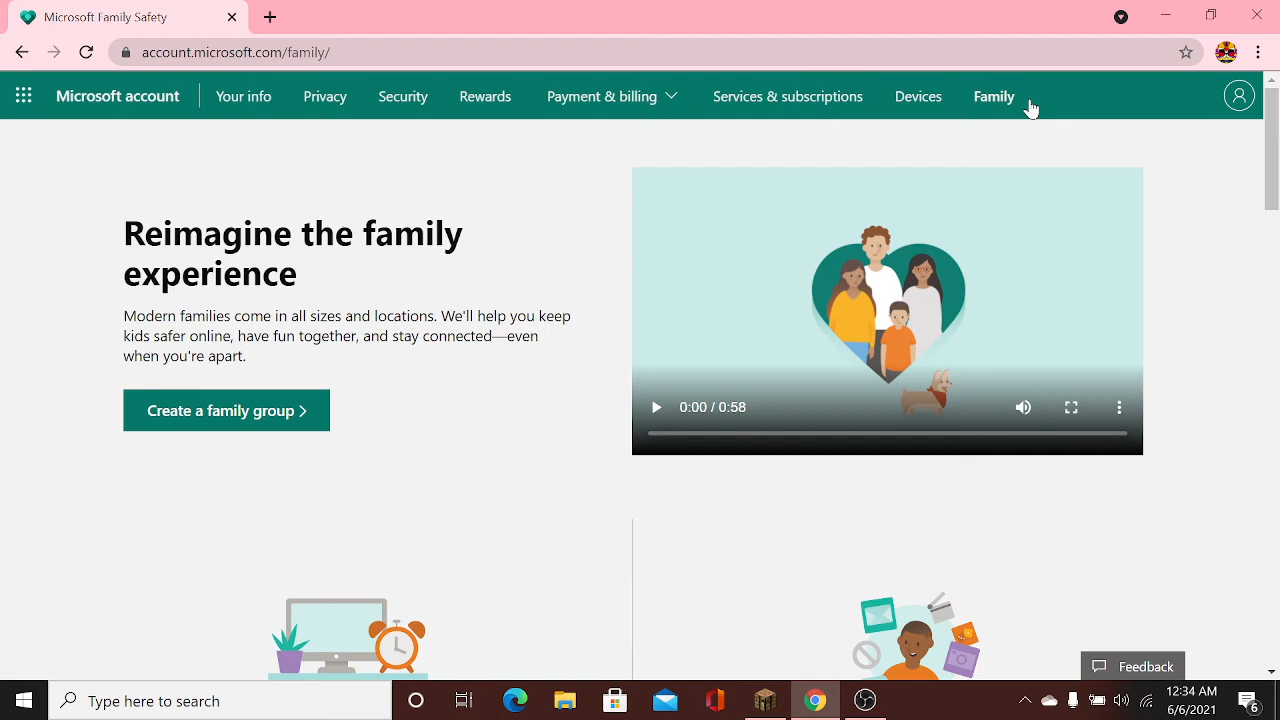 Microsoft Family Safety
account.microsoft.com/family/
Microsoft account Your info Privacy Security Rewards Payment & billing Services & subscriptions Devices Family
Reimagine the family
experience
Modern families come in all sizes and locations. We'll help you keep
kids safer online, have fun together, and stay connected—even
when you're apart.
Create a family group
0:00 / 0:58
Feedback
Type here to search
12:34 AM
6/6/2021
6